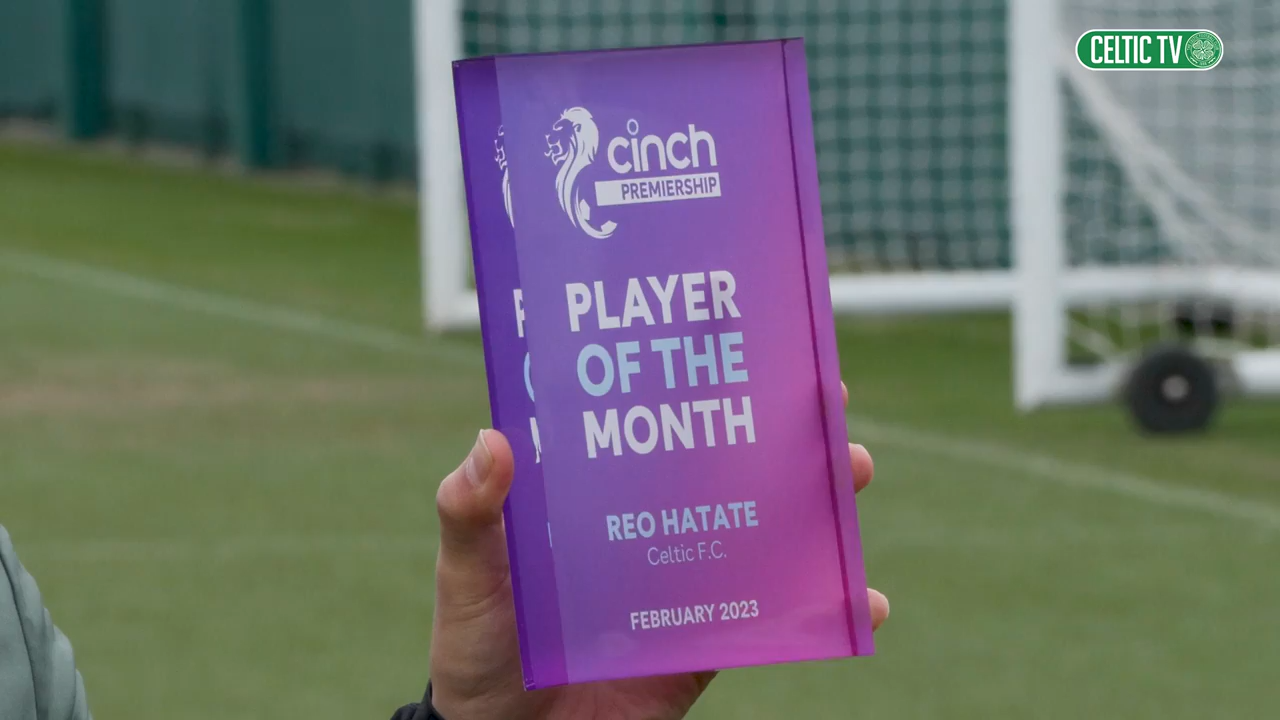 CELTIC TV
cinch
PREMIERSHIP
PLAYER
OF THE
MONTH
REO HATATE
Celtic F.C.
FEBRUARY 2023